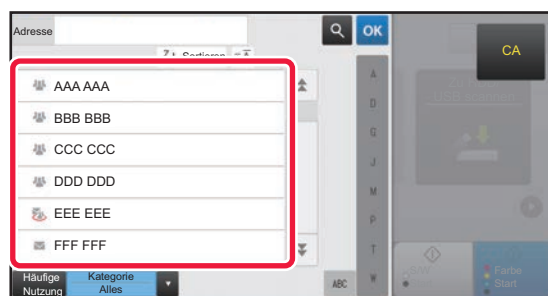 Adresse
OK
CA
Sortieren
AAA AAA
BBB BBB
CCC CCC
DDD DDD
EEE EEE
FFF FFF
A
D
G
J
M
P
T
W
Häufige
Nutzung
Kategorie
Alles
ABC
Farbe
Start